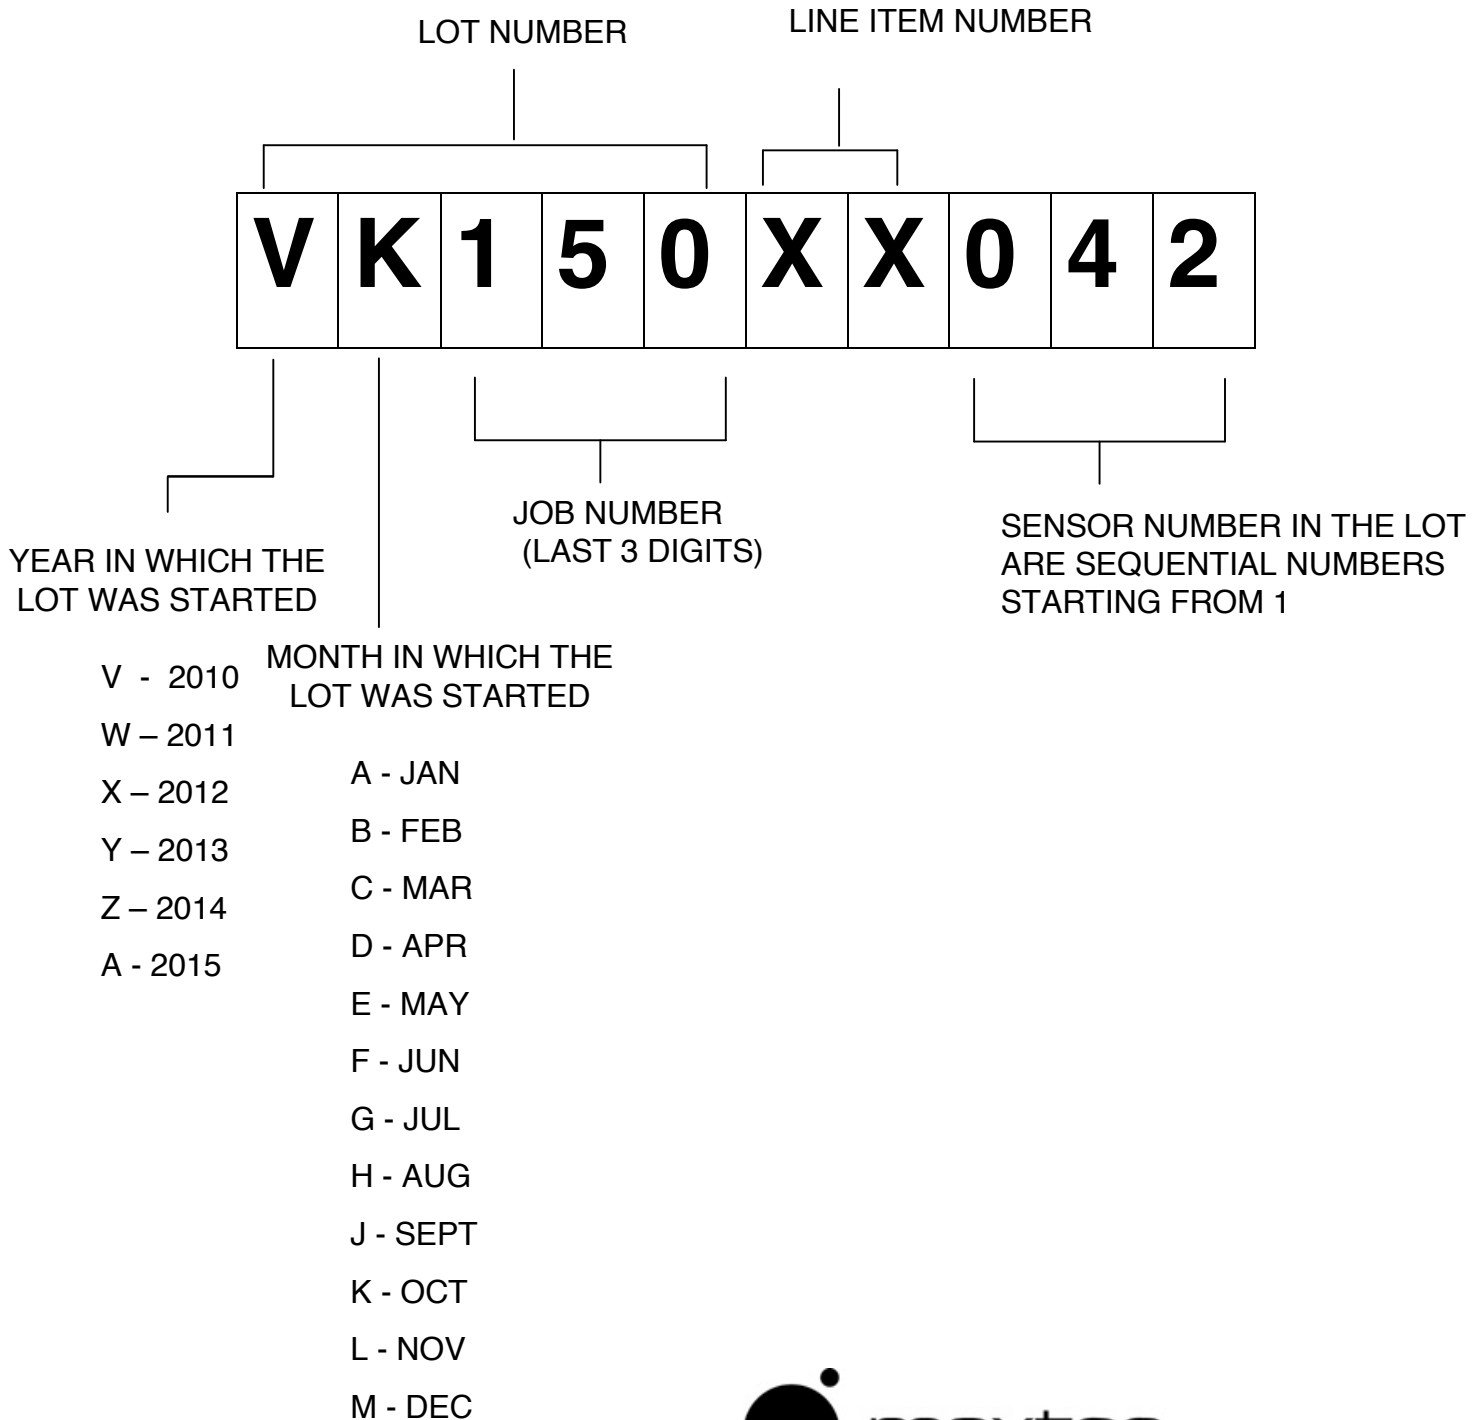 LOT NUMBER
LINE ITEM NUMBER
V K 1 5 0 X X 0 4 2
YEAR IN WHICH THE
LOT WAS STARTED
V - 2010
W – 2011
X – 2012
Y – 2013
Z – 2014
A - 2015
MONTH IN WHICH THE
LOT WAS STARTED
A - JAN
B - FEB
C - MAR
D - APR
E - MAY
F - JUN
G - JUL
H - AUG
J - SEPT
K - OCT
L - NOV
M - DEC
JOB NUMBER
(LAST 3 DIGITS)
SENSOR NUMBER IN THE LOT
ARE SEQUENTIAL NUMBERS
STARTING FROM 1